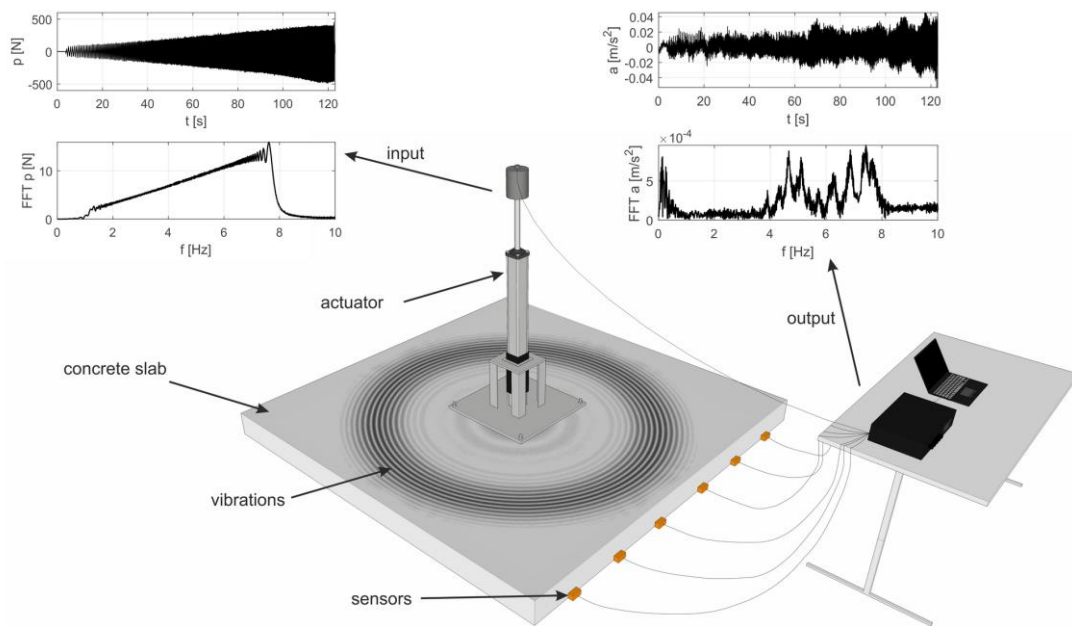 500
0
-500
p [N]
0 20 40 60 80 100 120
t [s]
10
0
FFT p [N]
0 2 4 6 8 10
f [Hz]
input
0.04
0.02
0
-0.02
-0.04
a [m/s²]
0 20 40 60 80 100 120
t [s]
× 10⁻⁴
5
0
FFT a [m/s²]
0 2 4 6 8 10
f [Hz]
actuator
output
concrete slab
vibrations
sensors